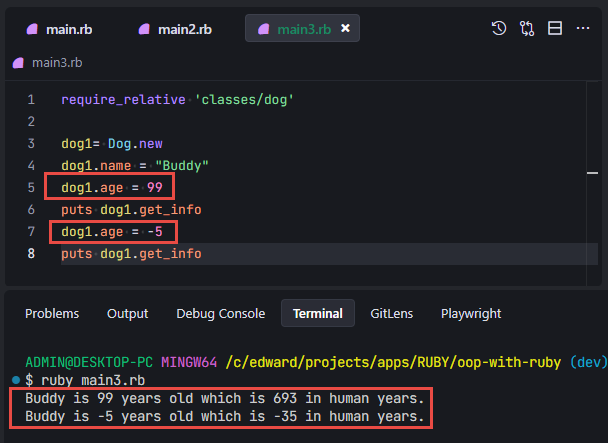 main.rb main2.rb main3.rb
main3.rb
1 require_relative 'classes/dog'
2
3 dog1= Dog.new
4 dog1.name = "Buddy"
5 dog1.age = 99
6 puts dog1.get_info
7 dog1.age = -5
8 puts dog1.get_info
Problems Output Debug Console Terminal GitLens Playwright
ADMIN@DESKTOP-PC MINGW64 /c/edward/projects/apps/RUBY/oop-with-ruby (dev)
$ ruby main3.rb
Buddy is 99 years old which is 693 in human years.
Buddy is -5 years old which is -35 in human years.